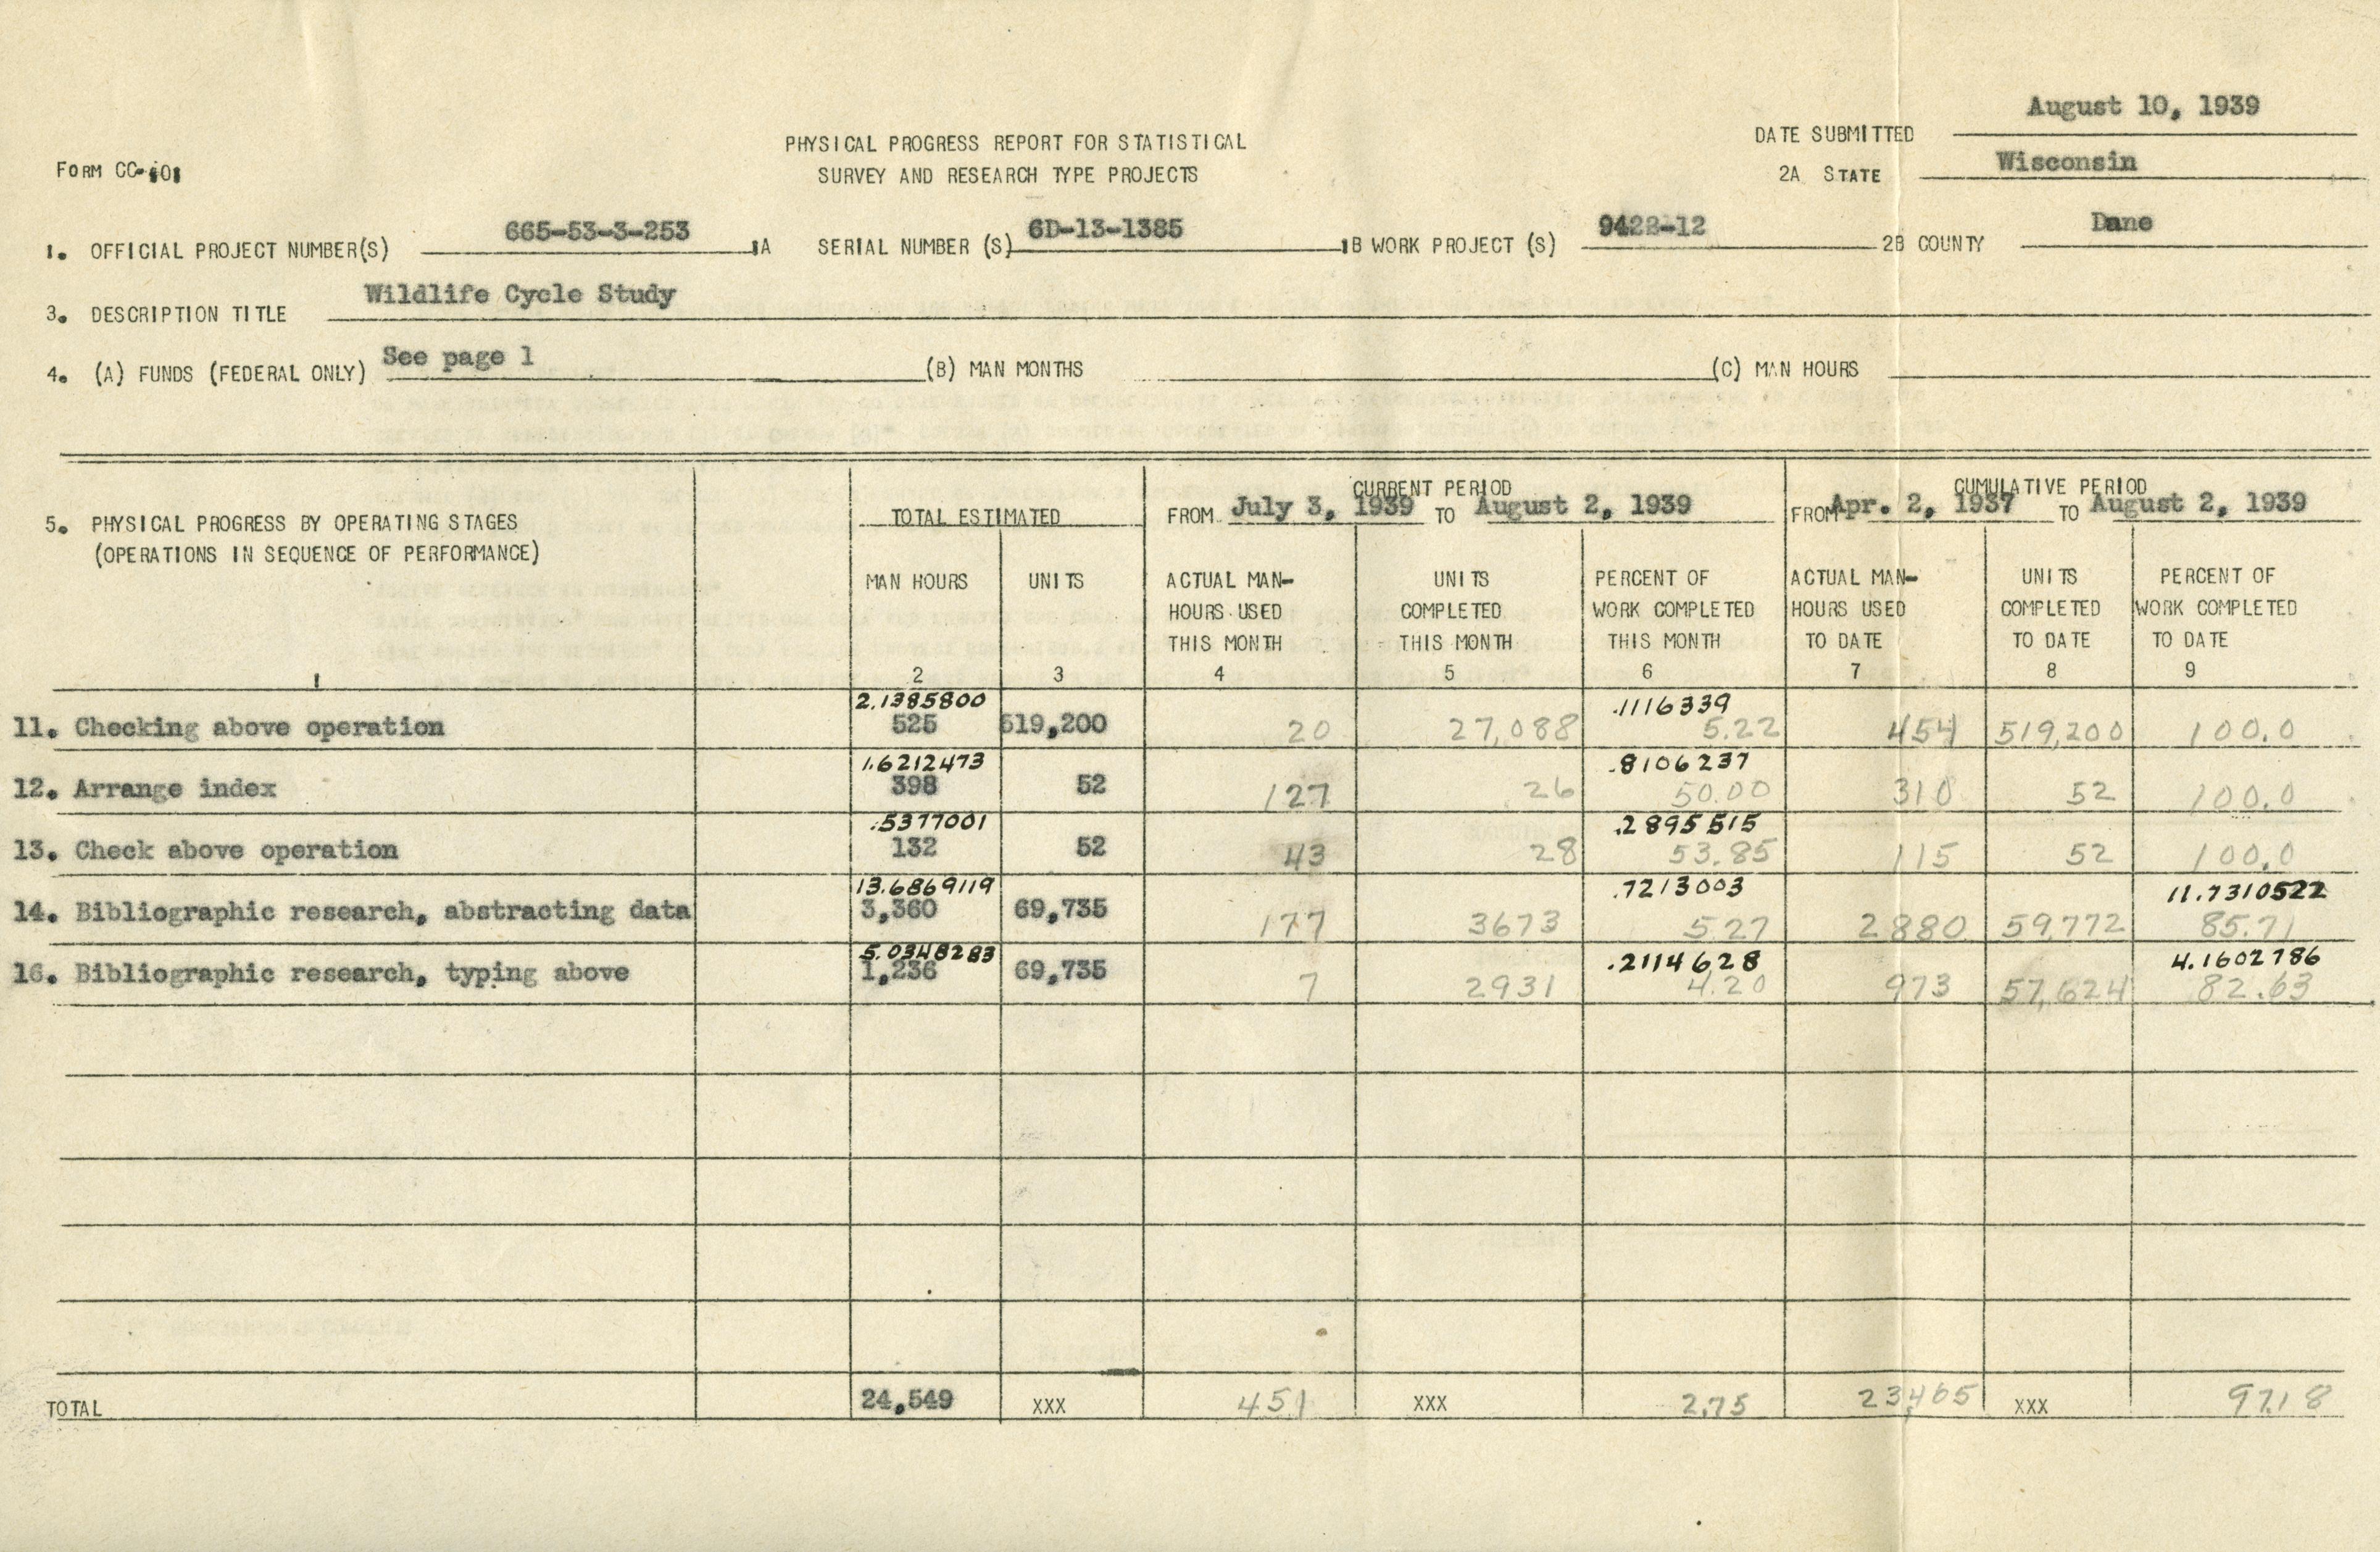 August 10, 1939
PHYSICAL PROGRESS REPORT FOR STATISTICAL
DATE SUBMITTED
FORM CC-
SURVEY AND RESEARCH TYPE PROJECTS
2A STATE Wisconsin
1. OFFICIAL PROJECT NUMBER(S) 665-53-3-253 1A SERIAL NUMBER (S) 6D-13-1385 1B WORK PROJECT (S) 9422-12 2B COUNTY Dane
3. DESCRIPTION TITLE Wildlife Cycle Study
4. (A) FUNDS (FEDERAL ONLY) See page 1 (B) MAN MONTHS (C) MAN HOURS
CURRENT PERIOD CUMULATIVE PERIOD
5. PHYSICAL PROGRESS BY OPERATING STAGES TOTAL ESTIMATED FROM July 3, 1939 TO August 2, 1939 FROM Apr. 2, 1937 TO August 2, 1939
(OPERATIONS IN SEQUENCE OF PERFORMANCE)
MAN HOURS UNITS ACTUAL MAN- UNITS PERCENT OF ACTUAL MAN- UNITS PERCENT OF
HOURS USED COMPLETED WORK COMPLETED HOURS USED COMPLETED WORK COMPLETED
THIS MONTH THIS MONTH THIS MONTH TO DATE TO DATE TO DATE
1 2 3 4 5 6 7 8 9
2.1385800 .1116339
11. Checking above operation 525 519,200 20 27,088 5.22 454 519,200 100.0
1.6212473 .8106237
12. Arrange index 398 52 127 26 50.00 310 52 100.0
.5377001 .2895515
13. Check above operation 132 52 43 28 53.85 115 52 100.0
13.6869119 .7213003 11.7310522
14. Bibliographic research, abstracting data 3,360 69,735 177 3673 5.27 2880 59,772 85.71
5.0348283 .2114628 4.1602786
16. Bibliographic research, typing above 1,236 69,735 7 2931 4.20 973 57,624 82.63
TOTAL 24,549 XXX 451 XXX 2.75 23,465 XXX 97.18